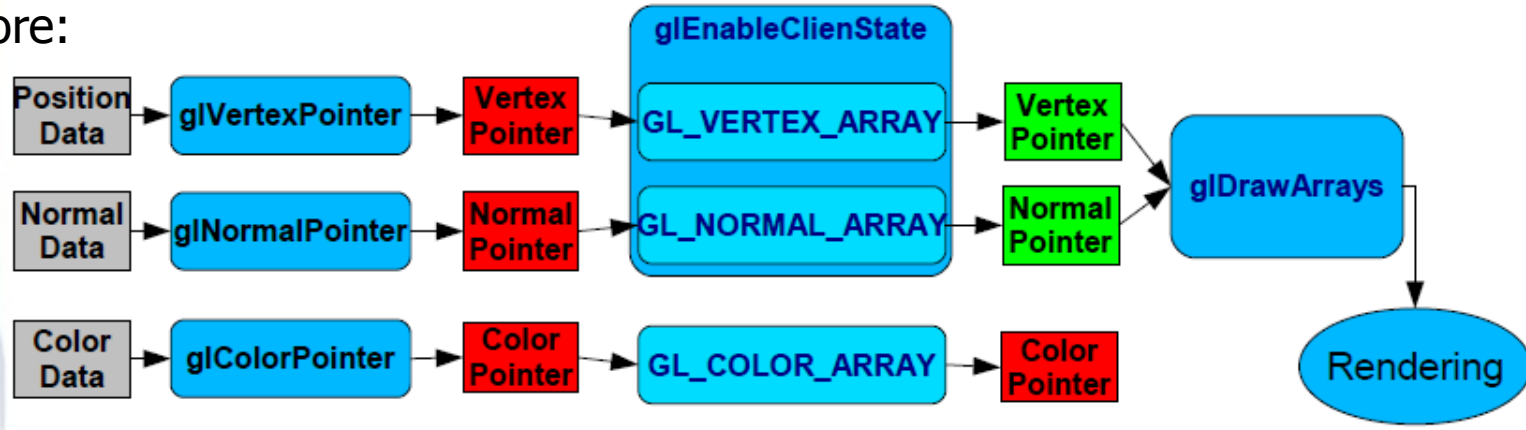 ore:
glEnableClienState
Position
Data
glVertexPointer
Vertex
Pointer
GL_VERTEX_ARRAY
Vertex
Pointer
glDrawArrays
Normal
Data
glNormalPointer
Normal
Pointer
GL_NORMAL_ARRAY
Normal
Pointer
Color
Data
glColorPointer
Color
Pointer
GL_COLOR_ARRAY
Color
Pointer
Rendering